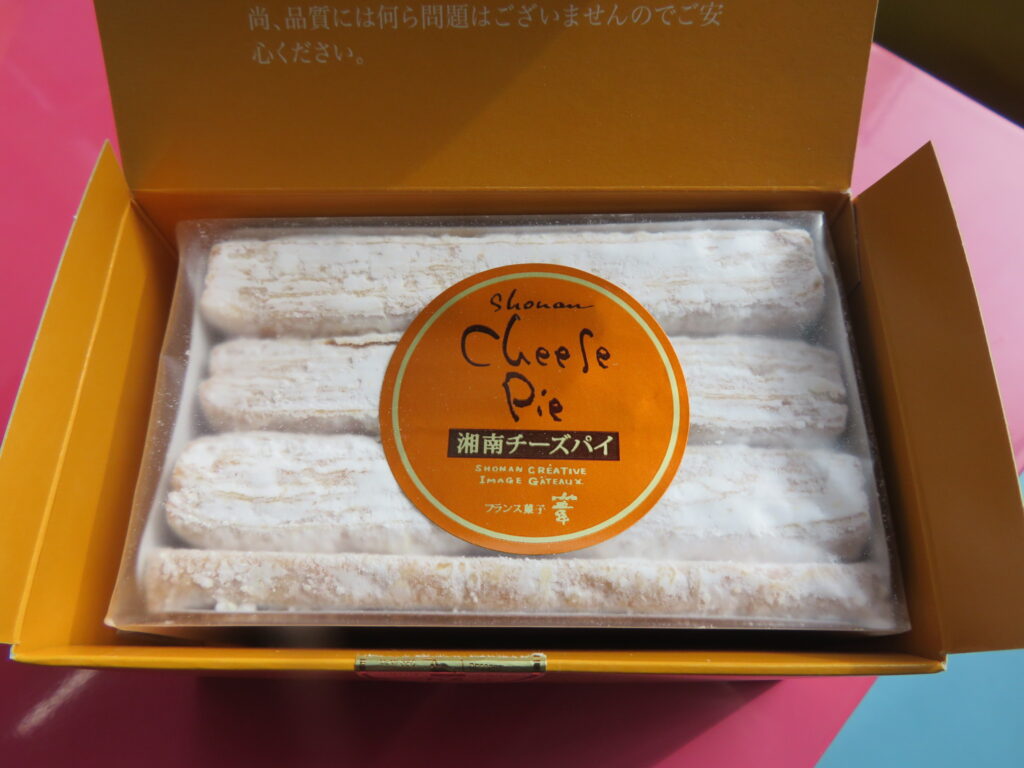 尚、品質には何ら問題はございませんのでご安
心ください。
Shonan
Cheese
Pie
湘南チーズパイ
SHONAN CRÉATIVE
IMAGE GÂTEAUX
フランス菓子 葦